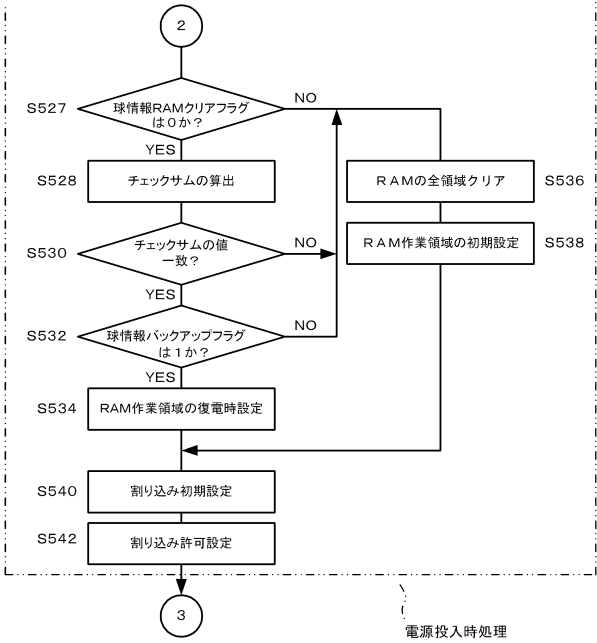 2
S527
球情報RAMクリアフラグ
は0か？
NO
YES
S528
チェックサムの算出
RAMの全領域クリア
S536
S530
チェックサムの値
一致？
NO
RAM作業領域の初期設定
S538
YES
S532
球情報バックアップフラグ
は1か？
NO
YES
S534
RAM作業領域の復電時設定
S540
割り込み初期設定
S542
割り込み許可設定
3
電源投入時処理